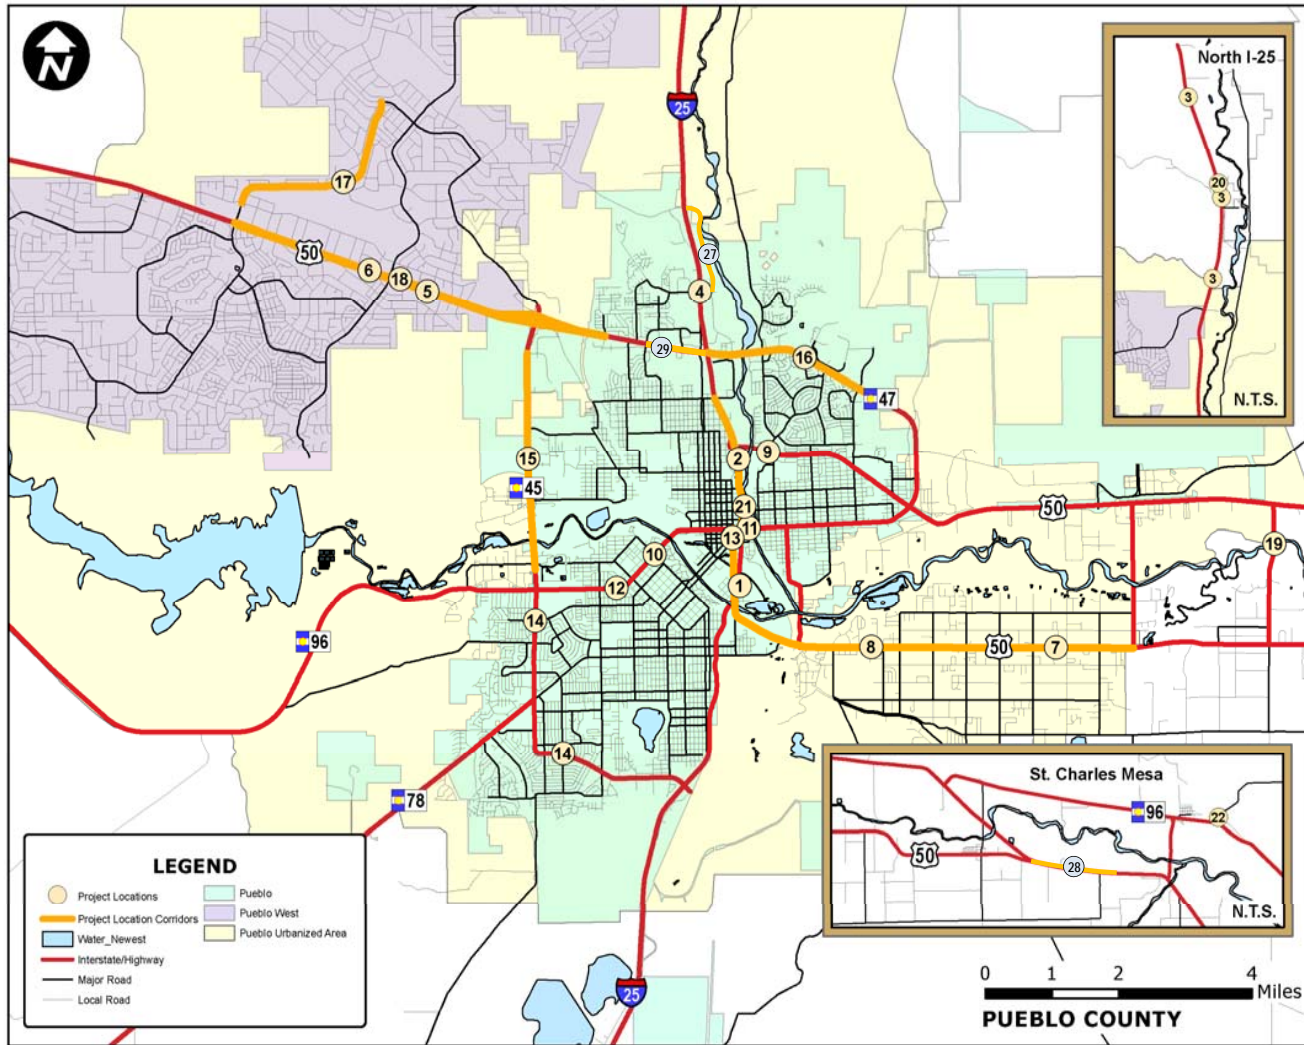 N
North I-25
3
20
3
3
N.T.S.
25
17
50
6
18
5
27
4
29
16
47
15
45
2
9
21
11
13
10
12
1
14
50
19
96
8
50
7
14
78
St. Charles Mesa
96
22
50
28
N.T.S.
LEGEND
Project Locations
Project Location Corridors
Water_Newest
Interstate/Highway
Major Road
Local Road
Pueblo
Pueblo West
Pueblo Urbanized Area
25
0 1 2 4
Miles
PUEBLO COUNTY